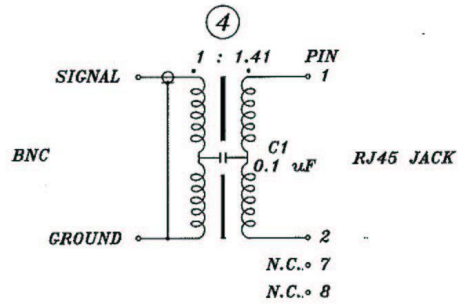 4
1 : 1.41 PIN
SIGNAL 1
C1
BNC 0.1 uF RJ45 JACK
GROUND 2
N.C. 7
N.C. 8